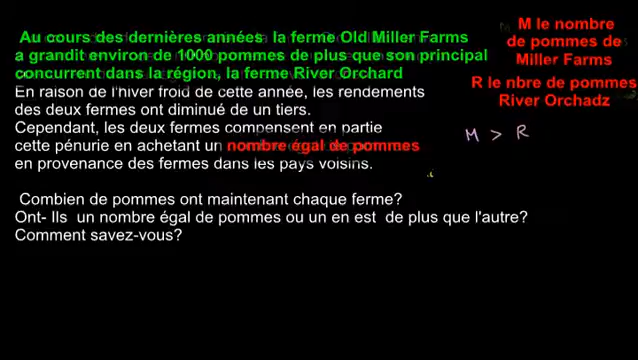 Au cours des dernières années la ferme Old Miller Farms
a grandit environ de 1000 pommes de plus que son principal
concurrent dans la région, la ferme River Orchard
En raison de l'hiver froid de cette année, les rendements
des deux fermes ont diminué de un tiers.
Cependant, les deux fermes compensent en partie
cette pénurie en achetant un nombre égal de pommes
en provenance des fermes dans les pays voisins.
Combien de pommes ont maintenant chaque ferme?
Ont- Ils un nombre égal de pommes ou un en est de plus que l'autre?
Comment savez-vous?
M le nombre
de pommes de
Miller Farms
R le nbre de pommes
River Orchadz
M > R